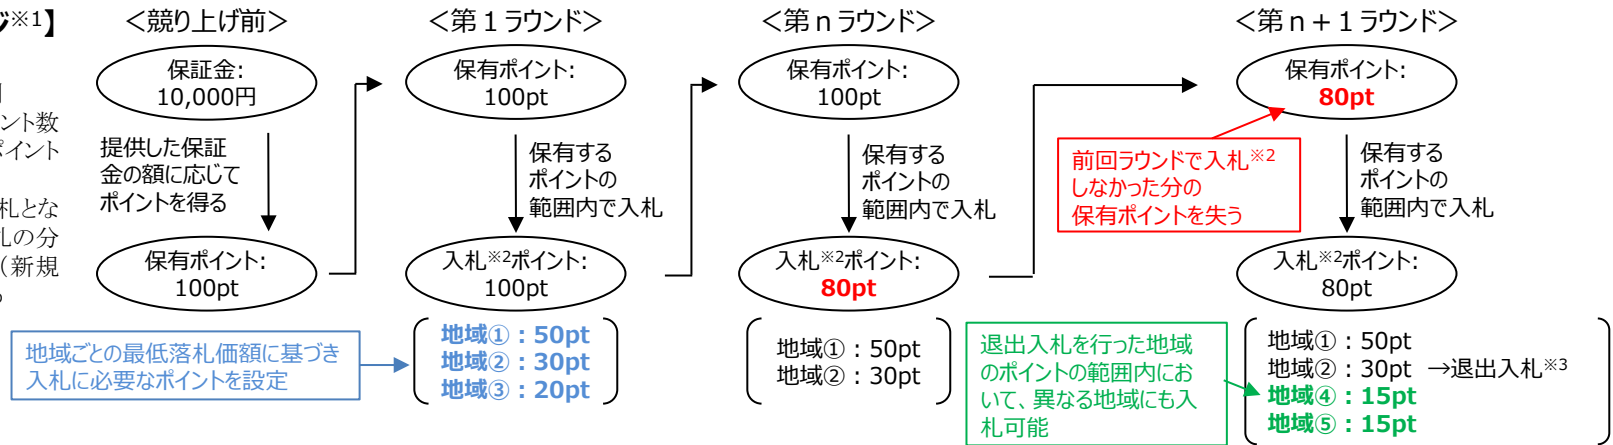 ジ※1】
ント数
ポイント
札とな
札の分
（新規
＜競り上げ前＞
保証金:
10,000円
提供した保証
金の額に応じて
ポイントを得る
保有ポイント:
100pt
＜第１ラウンド＞
保有ポイント:
100pt
保有する
ポイントの
範囲内で入札
入札※2ポイント:
100pt
地域ごとの最低落札価額に基づき
入札に必要なポイントを設定
地域①：50pt
地域②：30pt
地域③：20pt
＜第ｎラウンド＞
保有ポイント:
100pt
保有する
ポイントの
範囲内で入札
入札※2ポイント:
80pt
地域①：50pt
地域②：30pt
＜第ｎ＋１ラウンド＞
保有ポイント:
80pt
前回ラウンドで入札※2
しなかった分の
保有ポイントを失う
保有する
ポイントの
範囲内で入札
入札※2ポイント:
80pt
退出入札を行った地域
のポイントの範囲内にお
いて、異なる地域にも入
札可能
地域①：50pt
地域②：30pt →退出入札※3
地域④：15pt
地域⑤：15pt